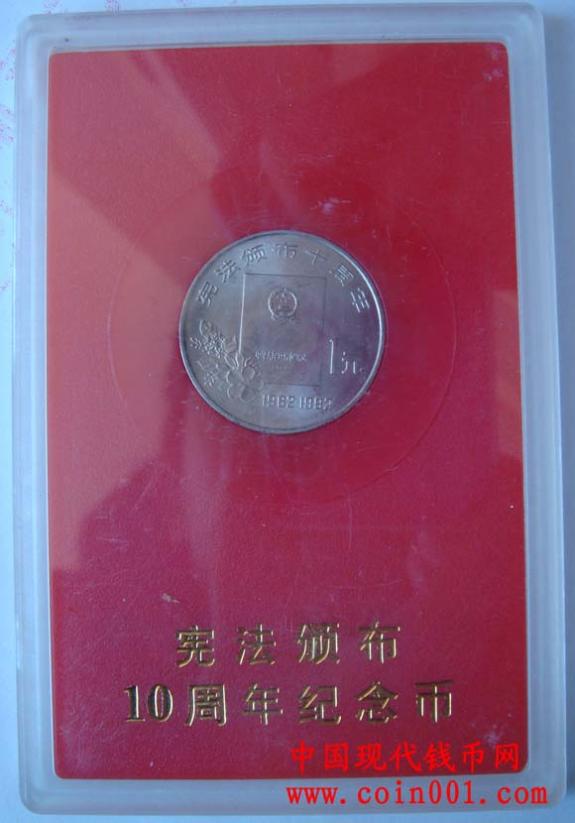 宪法颁布十周年
1元
1982-1992
宪法颁布
10周年纪念币
中国现代钱币网
www.coin001.com